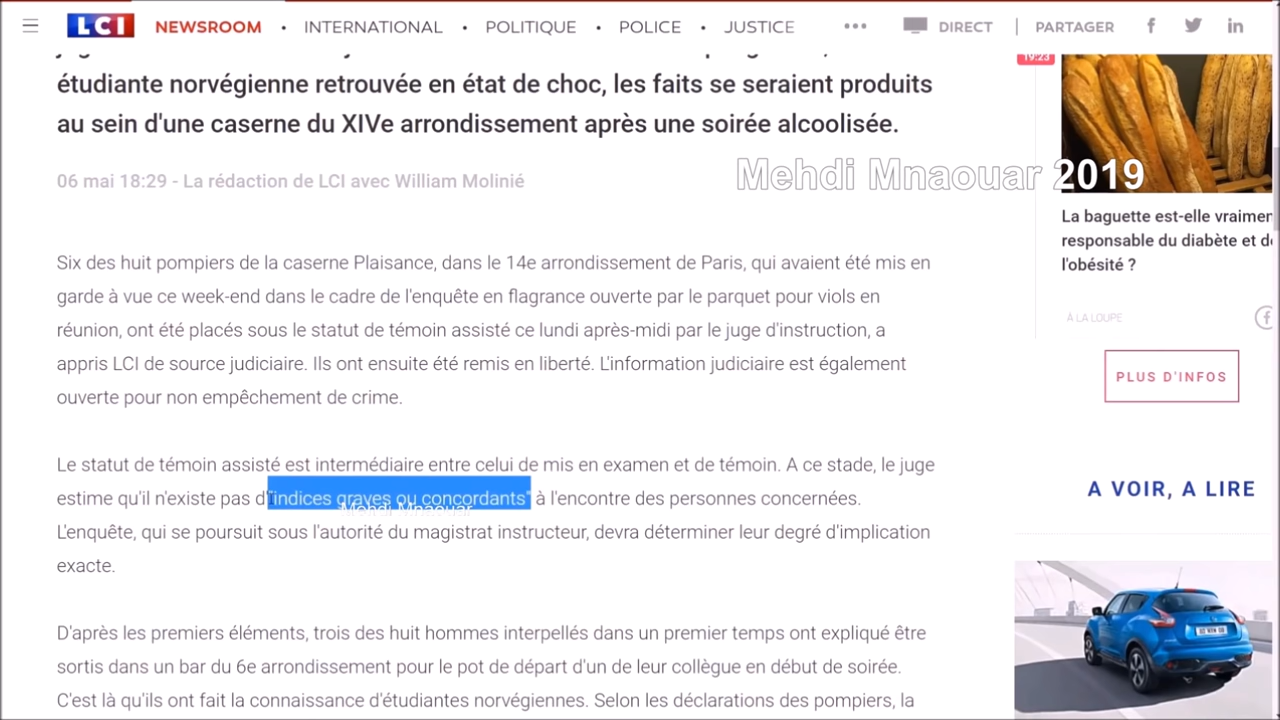 LCI NEWSROOM • INTERNATIONAL • POLITIQUE • POLICE • JUSTICE ••• DIRECT | PARTAGER
étudiante norvégienne retrouvée en état de choc, les faits se seraient produits
au sein d'une caserne du XIVe arrondissement après une soirée alcoolisée.
06 mai 18:29 - La rédaction de LCI avec William Molinié
Mehdi Mnaouar 2019
Six des huit pompiers de la caserne Plaisance, dans le 14e arrondissement de Paris, qui avaient été mis en
garde à vue ce week-end dans le cadre de l'enquête en flagrance ouverte par le parquet pour viols en
réunion, ont été placés sous le statut de témoin assisté ce lundi après-midi par le juge d'instruction, a
appris LCI de source judiciaire. Ils ont ensuite été remis en liberté. L'information judiciaire est également
ouverte pour non empêchement de crime.
Le statut de témoin assisté est intermédiaire entre celui de mis en examen et de témoin. A ce stade, le juge
estime qu'il n'existe pas d'"indices graves ou concordants" à l'encontre des personnes concernées.
Mehdi Mnaouar
L'enquête, qui se poursuit sous l'autorité du magistrat instructeur, devra déterminer leur degré d'implication
exacte.
D'après les premiers éléments, trois des huit hommes interpellés dans un premier temps ont expliqué être
sortis dans un bar du 6e arrondissement pour le pot de départ d'un de leur collègue en début de soirée.
C'est là qu'ils ont fait la connaissance d'étudiantes norvégiennes. Selon les déclarations des pompiers, la
19:23
La baguette est-elle vraimen
responsable du diabète et de
l'obésité ?
À LA LOUPE
PLUS D'INFOS
A VOIR, A LIRE